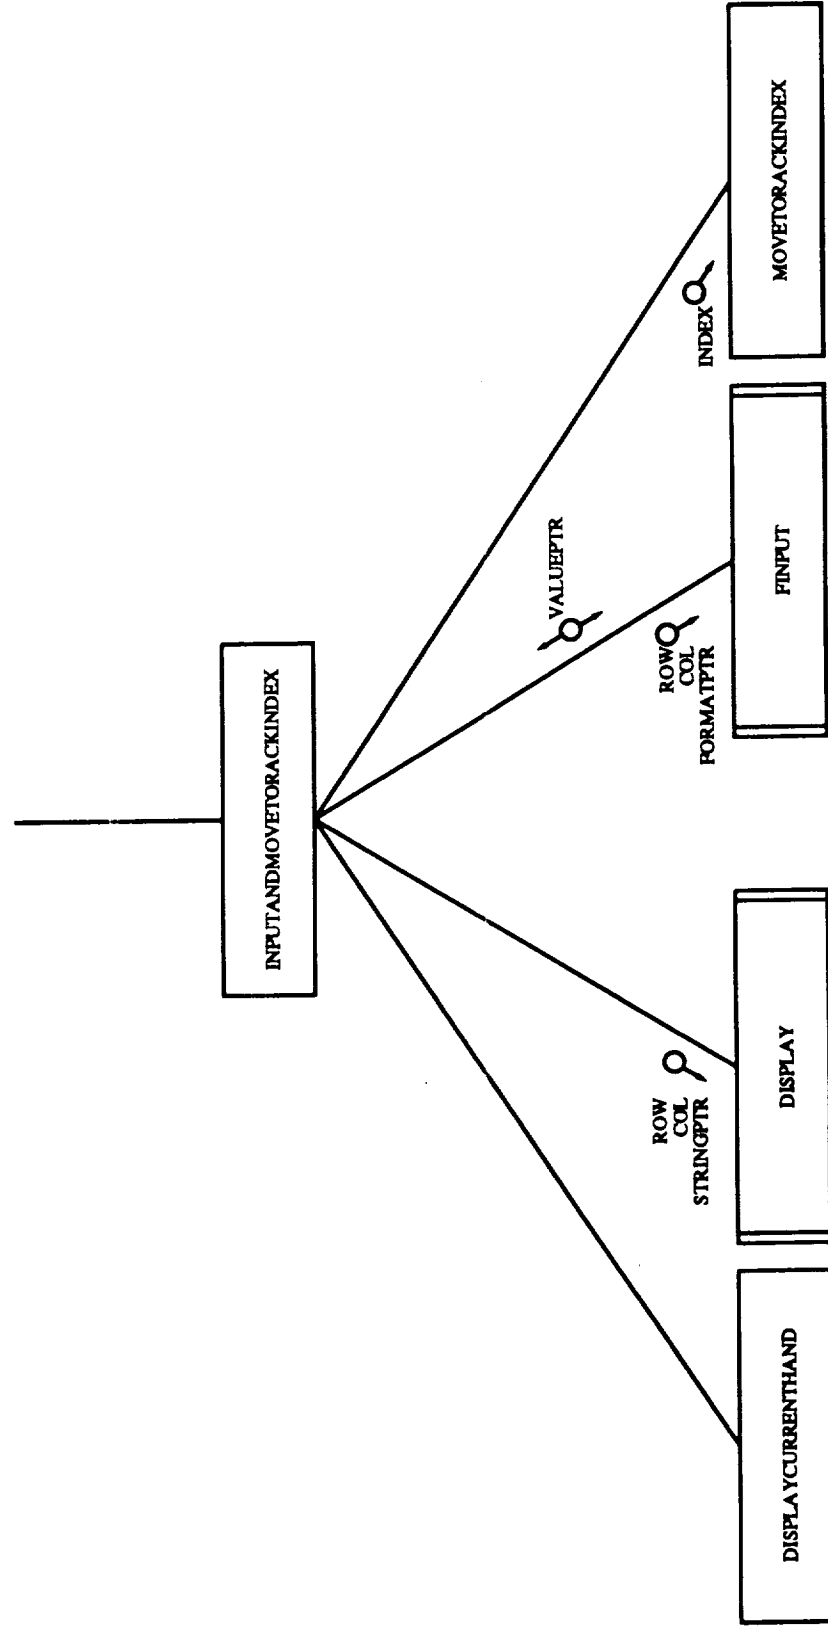 INPUTANDMOVETORACKINDEX
VALUEPTR
ROW
COL
STRINGPTR
ROW
COL
FORMATPTR
INDEX
DISPLAYCURRENTHAND
DISPLAY
FINPUT
MOVETORACKINDEX